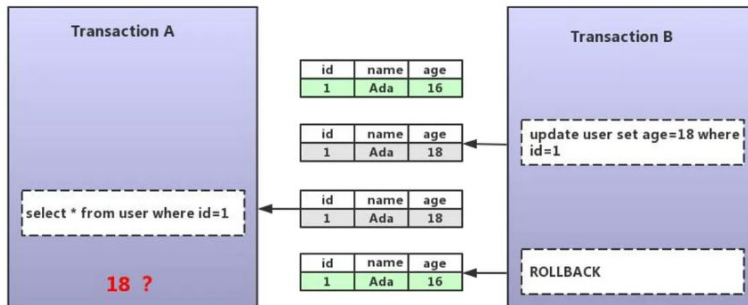 Transaction A
Transaction B
id name age
1 Ada 16
id name age
1 Ada 18
update user set age=18 where
id=1
id name age
1 Ada 18
select * from user where id=1
id name age
1 Ada 16
ROLLBACK
18 ?